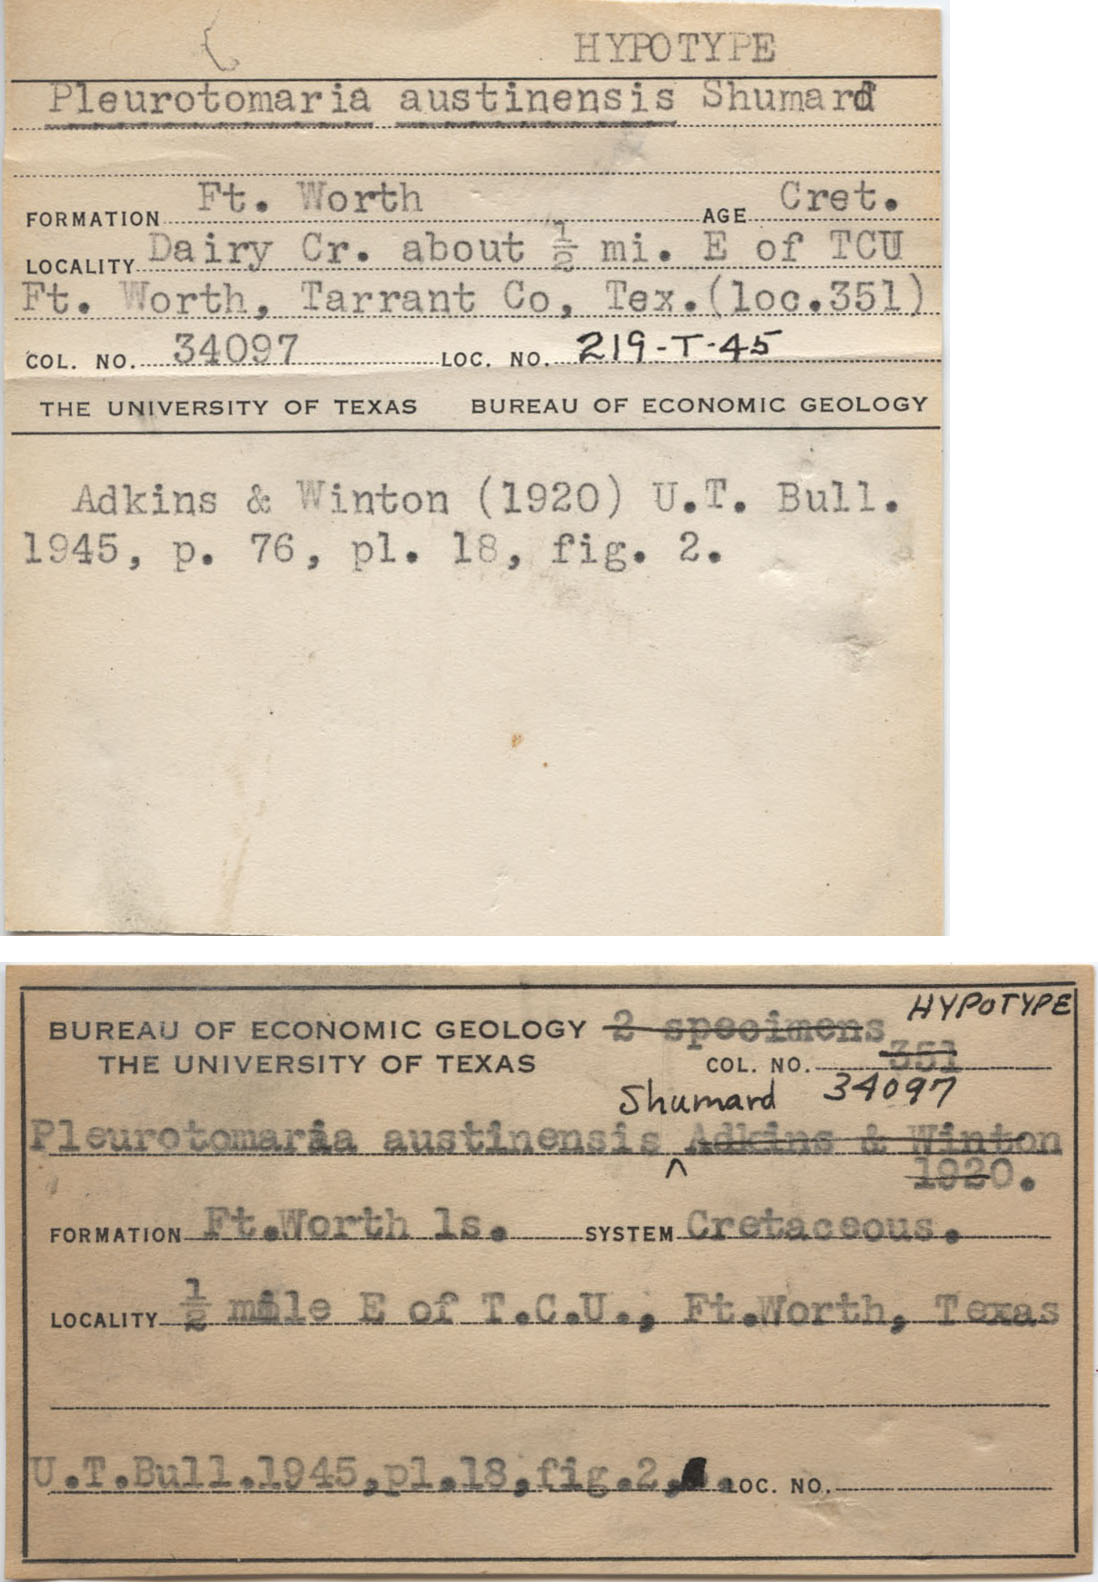 HYPOTYPE
Pleurotomaria austinensis Shumard
FORMATION Ft. Worth AGE Cret.
LOCALITY Dairy Cr. about ½ mi. E of TCU
Ft. Worth, Tarrant Co, Tex.(loc.351)
COL. NO. 34097 LOC. NO. 219-T-45
THE UNIVERSITY OF TEXAS BUREAU OF ECONOMIC GEOLOGY
Adkins & Winton (1920) U.T. Bull.
1945, p. 76, pl. 18, fig. 2.
HYPOTYPE
BUREAU OF ECONOMIC GEOLOGY 2 specimens
THE UNIVERSITY OF TEXAS COL. NO. 351
Shumard 34097
Pleurotomaria austinensis ^ Adkins & Winton
1920.
FORMATION Ft.Worth ls. SYSTEM Cretaceous.
LOCALITY ½ mile E of T.C.U., Ft.Worth, Texas
U.T.Bull.1945,pl.18,fig.2, LOC. NO.